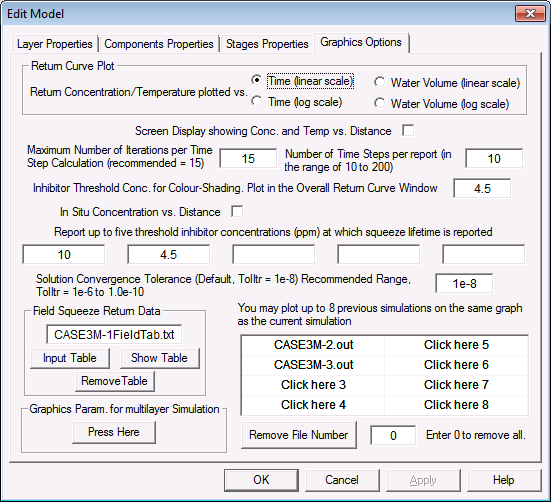 Edit Model
Layer Properties Components Properties Stages Properties Graphics Options
Return Curve Plot
Return Concentration/Temperature plotted vs.
Time (linear scale) Water Volume (linear scale)
Time (log scale) Water Volume (log scale)
Screen Display showing Conc. and Temp vs. Distance
Maximum Number of Iterations per Time
Step Calculation (recommended = 15)
15
Number of Time Steps per report (in
the range of 10 to 200)
10
Inhibitor Threshold Conc. for Colour-Shading. Plot in the Overall Return Curve Window 4.5
In Situ Concentration vs. Distance
Report up to five threshold inhibitor concentrations (ppm) at which squeeze lifetime is reported
10 4.5
Solution Convergence Tolerance (Default, Tolltr = 1e-8) Recommended Range,
Tolltr = 1e-6 to 1.0e-10
1e-8
Field Squeeze Return Data
CASE3M-1FieldTab.txt
Input Table Show Table
RemoveTable
Graphics Param. for multilayer Simulation
Press Here
You may plot up to 8 previous simulations on the same graph
as the current simulation
CASE3M-2.out Click here 5
CASE3M-3.out Click here 6
Click here 3 Click here 7
Click here 4 Click here 8
Remove File Number 0 Enter 0 to remove all.
OK Cancel Apply Help